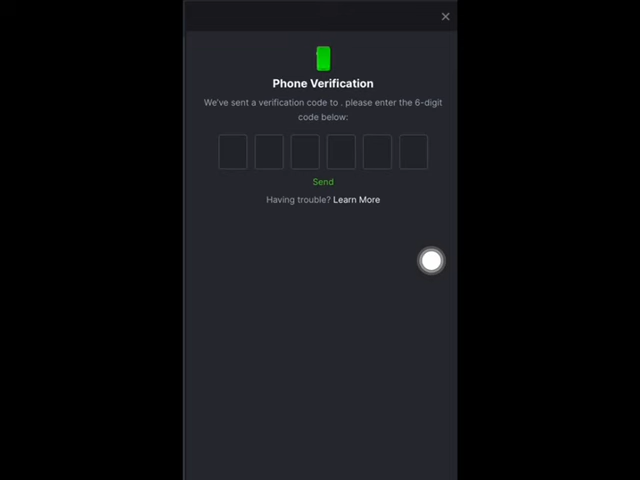 Phone Verification
We've sent a verification code to . please enter the 6-digit
code below:
Send
Having trouble? Learn More